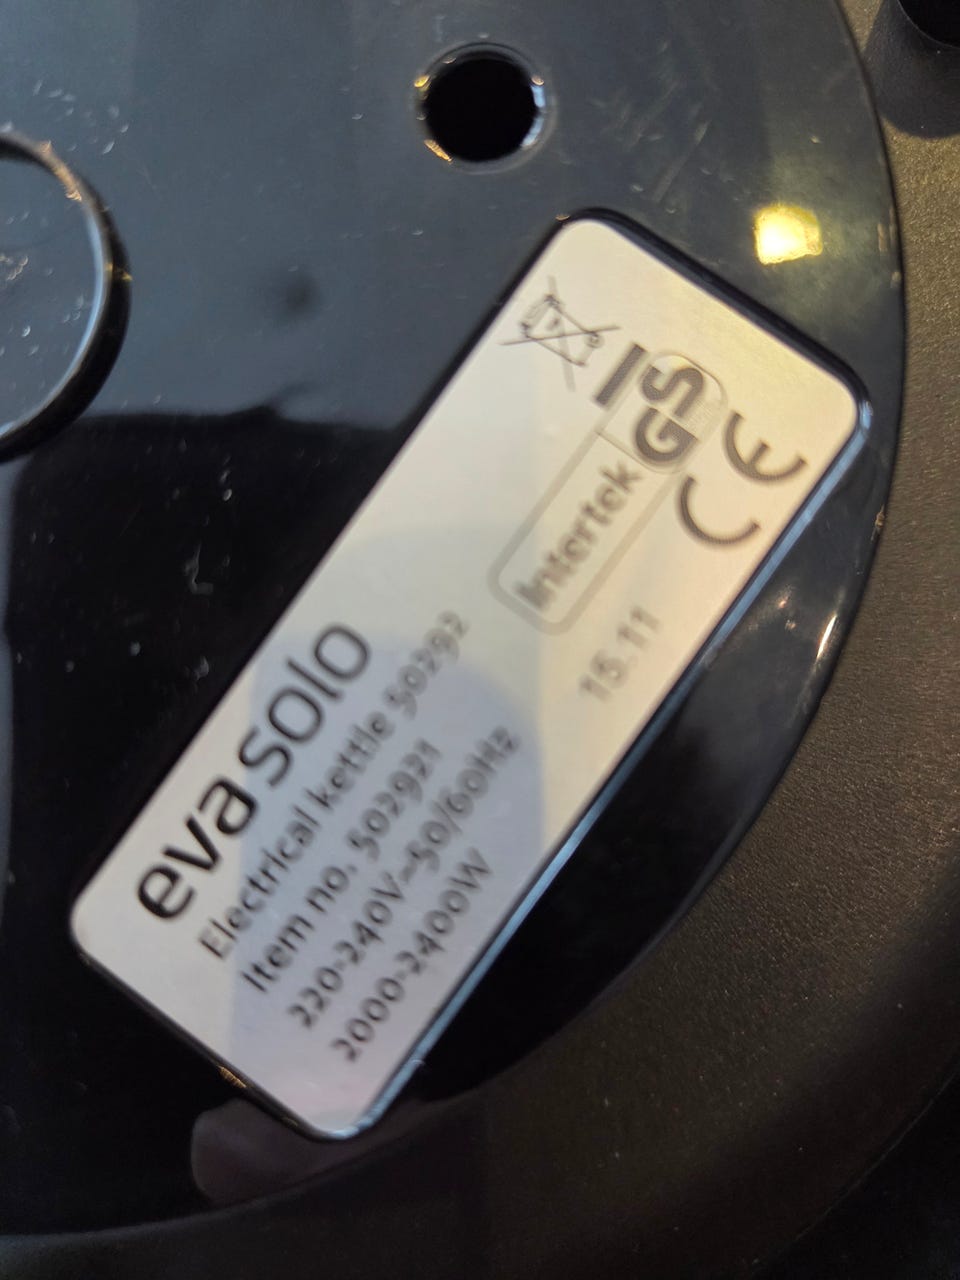 eva solo
Electrical kettle 50292
Item no. 502921
220-240V~50/60Hz
2000-2400W
Intertek
GS
CE
15.11